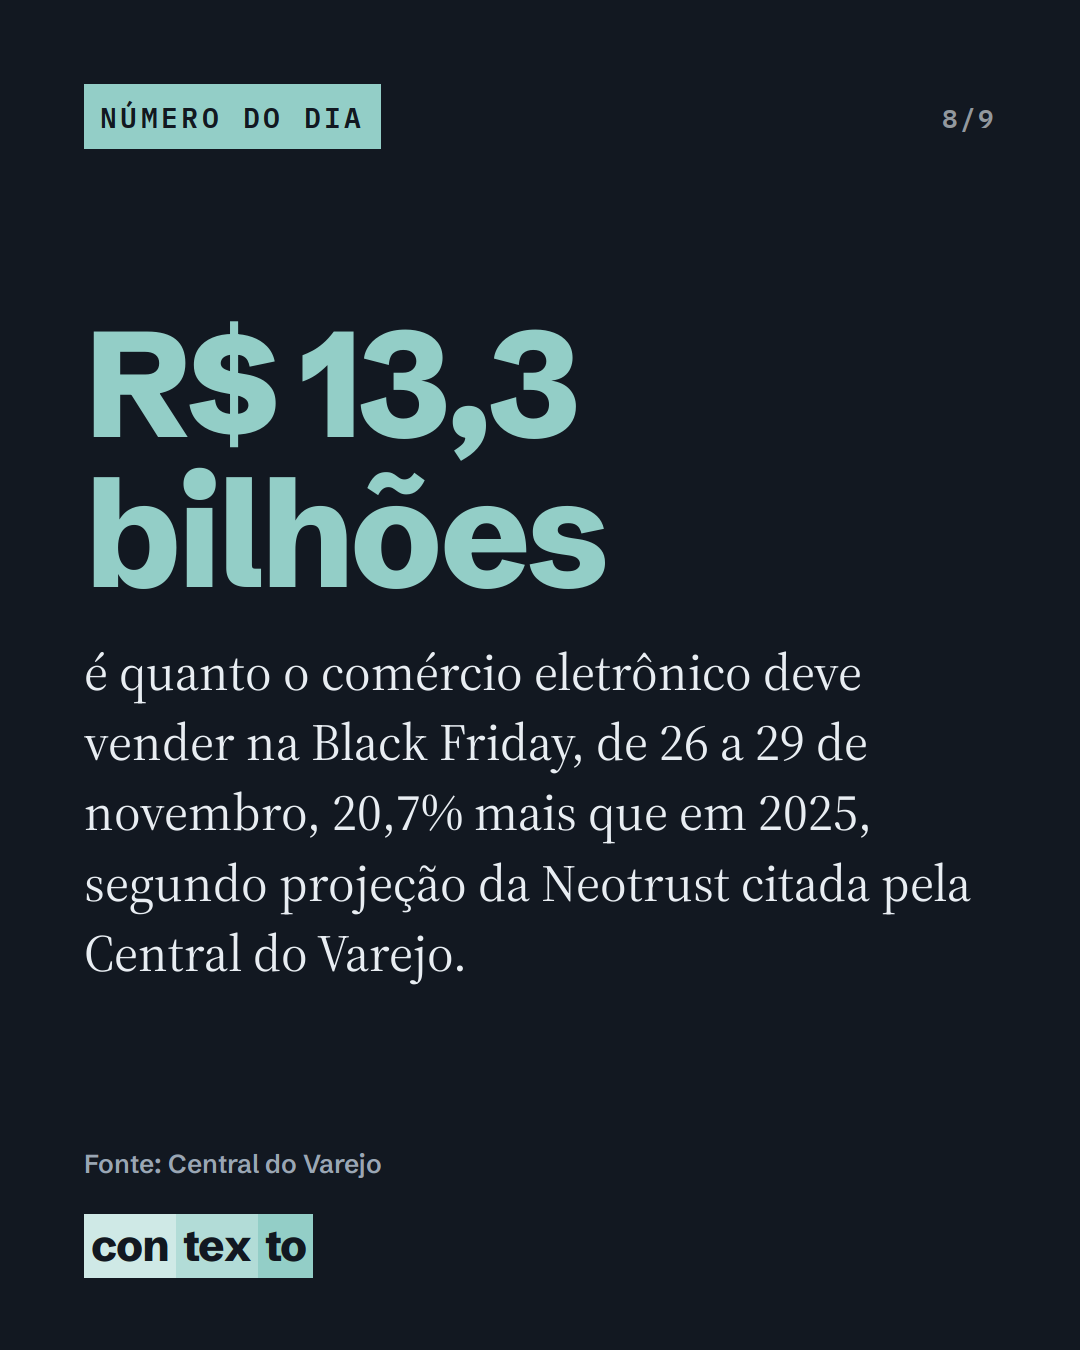 NÚMERO DO DIA
8/9
R$ 13,3
bilhões
é quanto o comércio eletrônico deve
vender na Black Friday, de 26 a 29 de
novembro, 20,7% mais que em 2025,
segundo projeção da Neotrust citada pela
Central do Varejo.
Fonte: Central do Varejo
con tex to